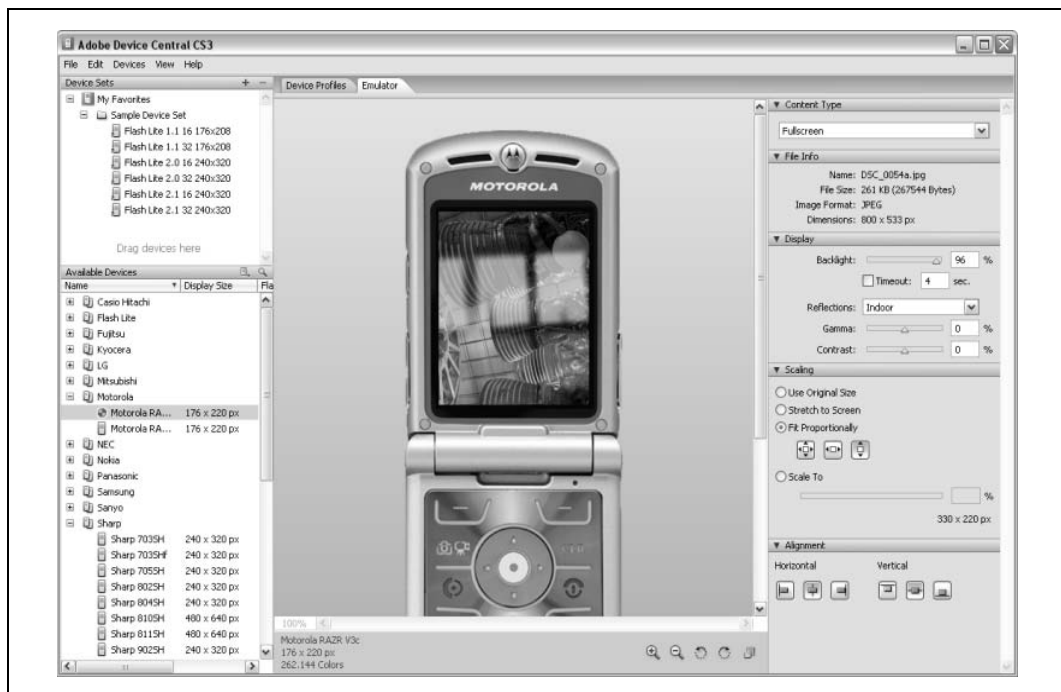 Adobe Device Central CS3
File Edit Devices View Help
Device Sets + −
My Favorites
Sample Device Set
Flash Lite 1.1 16 176x208
Flash Lite 1.1 32 176x208
Flash Lite 2.0 16 240x320
Flash Lite 2.0 32 240x320
Flash Lite 2.1 16 240x320
Flash Lite 2.1 32 240x320
Drag devices here
Available Devices
Name Display Size Fla
Casio Hitachi
Flash Lite
Fujitsu
Kyocera
LG
Mitsubishi
Motorola
Motorola RA... 176 x 220 px
Motorola RA... 176 x 220 px
NEC
Nokia
Panasonic
Samsung
Sanyo
Sharp
Sharp 703SH 240 x 320 px
Sharp 703SHf 240 x 320 px
Sharp 705SH 240 x 320 px
Sharp 802SH 240 x 320 px
Sharp 804SH 240 x 320 px
Sharp 810SH 480 x 640 px
Sharp 811SH 480 x 640 px
Sharp 902SH 240 x 320 px
Device Profiles Emulator
MOTOROLA
100%
Motorola RAZR V3c
176 x 220 px
262.144 Colors
Content Type
Fullscreen
File Info
Name: DSC_0054a.jpg
File Size: 261 KB (267544 Bytes)
Image Format: JPEG
Dimensions: 800 x 533 px
Display
Backlight: 96 %
Timeout: 4 sec.
Reflections: Indoor
Gamma: 0 %
Contrast: 0 %
Scaling
Use Original Size
Stretch to Screen
Fit Proportionally
Scale To
%
330 x 220 px
Alignment
Horizontal Vertical